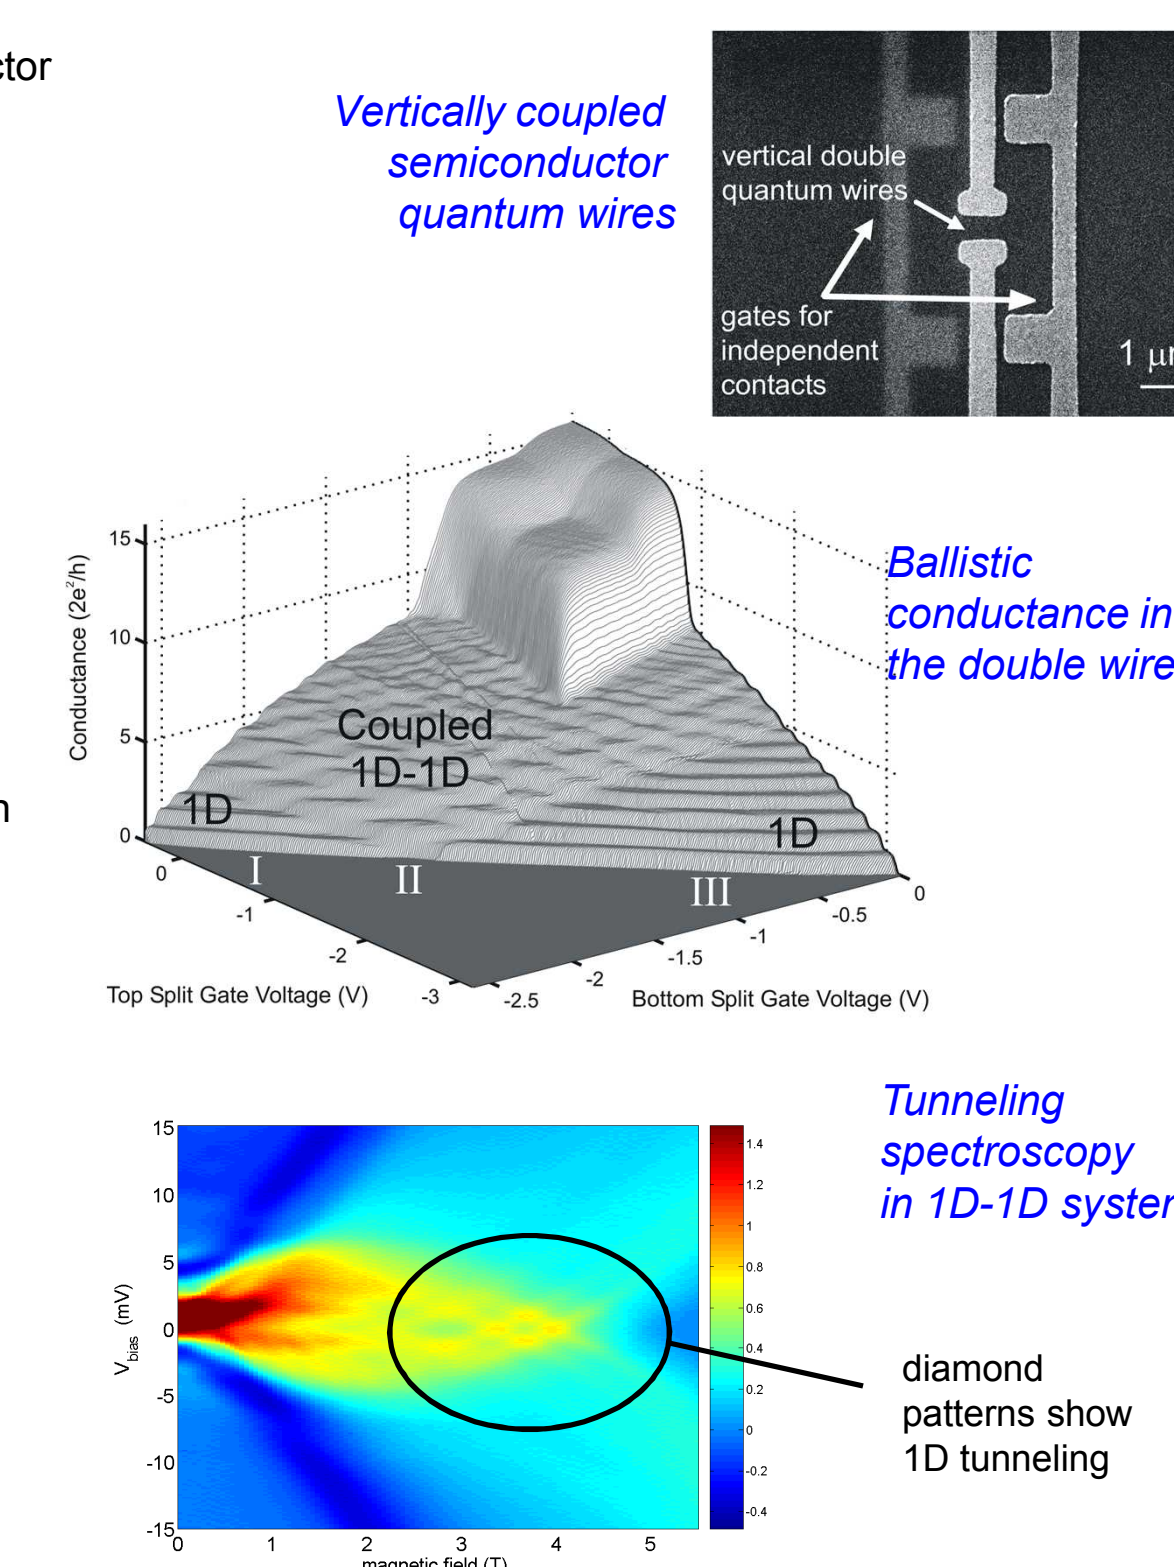 ctor
Vertically coupled
semiconductor
quantum wires
vertical double
quantum wires
gates for
independent
contacts
1 μm
15
10
5
0
Conductance (2e²/h)
Coupled
1D-1D
1D
1D
I
II
III
0
-1
-2
-3
Top Split Gate Voltage (V)
-2.5
-2
-1.5
-1
-0.5
0
Bottom Split Gate Voltage (V)
Ballistic
conductance in
the double wire
n
Tunneling
spectroscopy
in 1D-1D system
15
10
5
0
-5
-10
-15
V_bias (mV)
0
1
2
3
4
5
magnetic field (T)
1.4
1.2
1
0.8
0.6
0.4
0.2
0
-0.2
-0.4
diamond
patterns show
1D tunneling